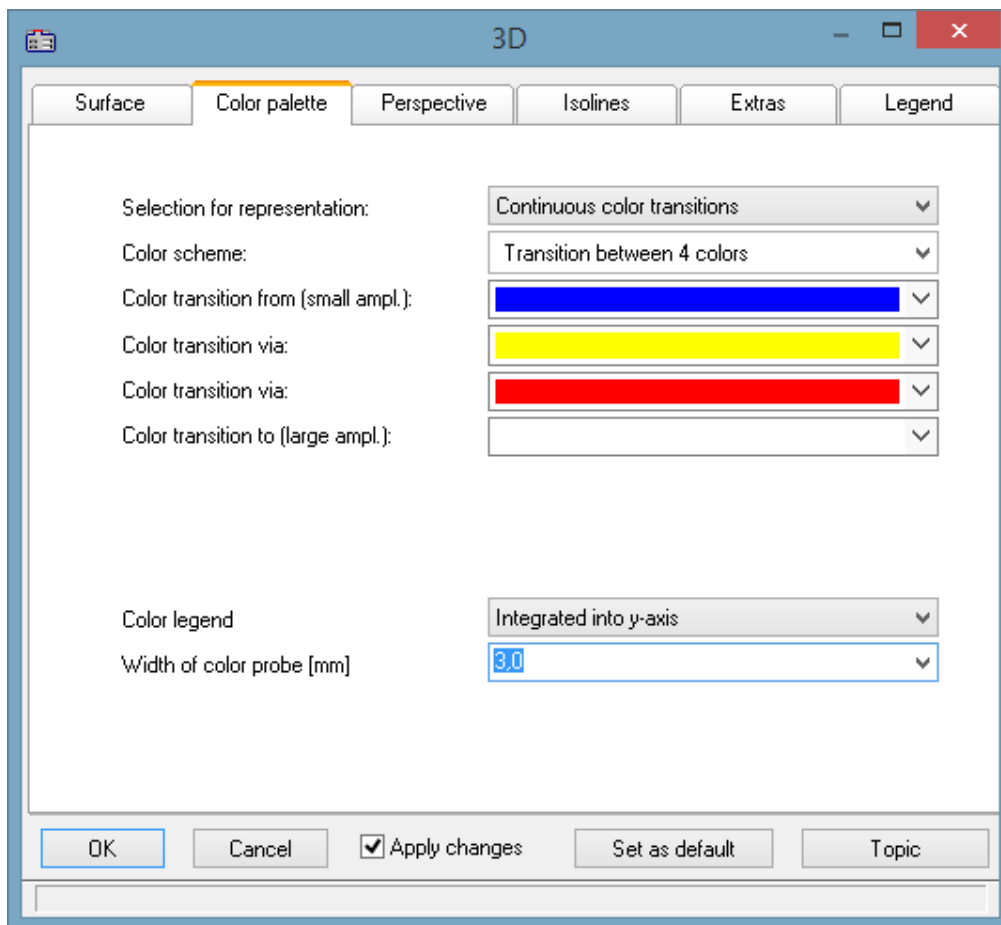 3D
Surface Color palette Perspective Isolines Extras Legend
Selection for representation: Continuous color transitions
Color scheme: Transition between 4 colors
Color transition from (small ampl.):
Color transition via:
Color transition via:
Color transition to (large ampl.):
Color legend Integrated into y-axis
Width of color probe [mm] 3,0
OK Cancel Apply changes Set as default Topic